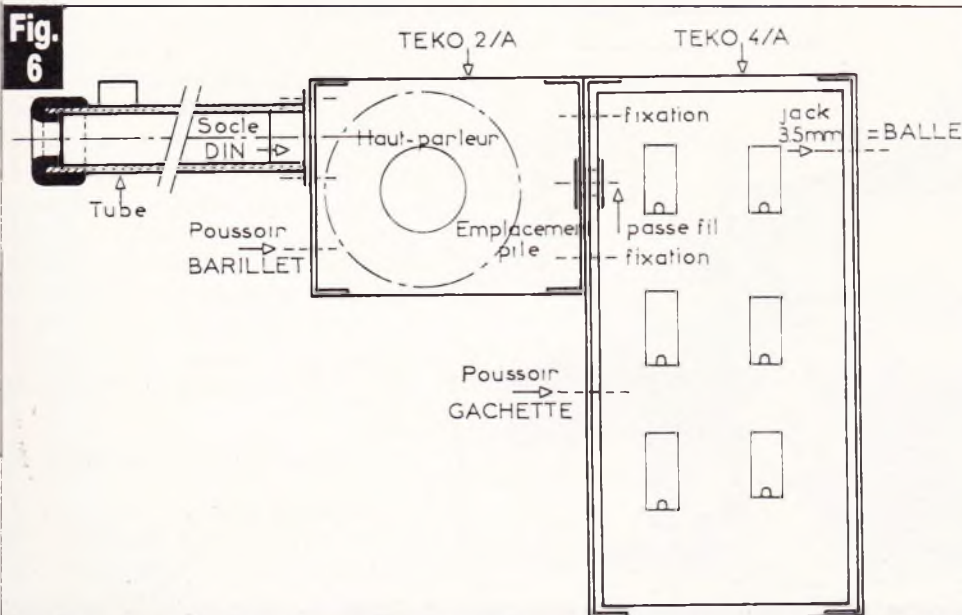 Fig.
6
TEKO 2/A
TEKO 4/A
Socle
DIN
Haut-parleur
fixation
jack
3.5mm
=BALLE
Tube
Poussoir
BARILLET
Emplacemen
pile
passe fil
fixation
Poussoir
GACHETTE